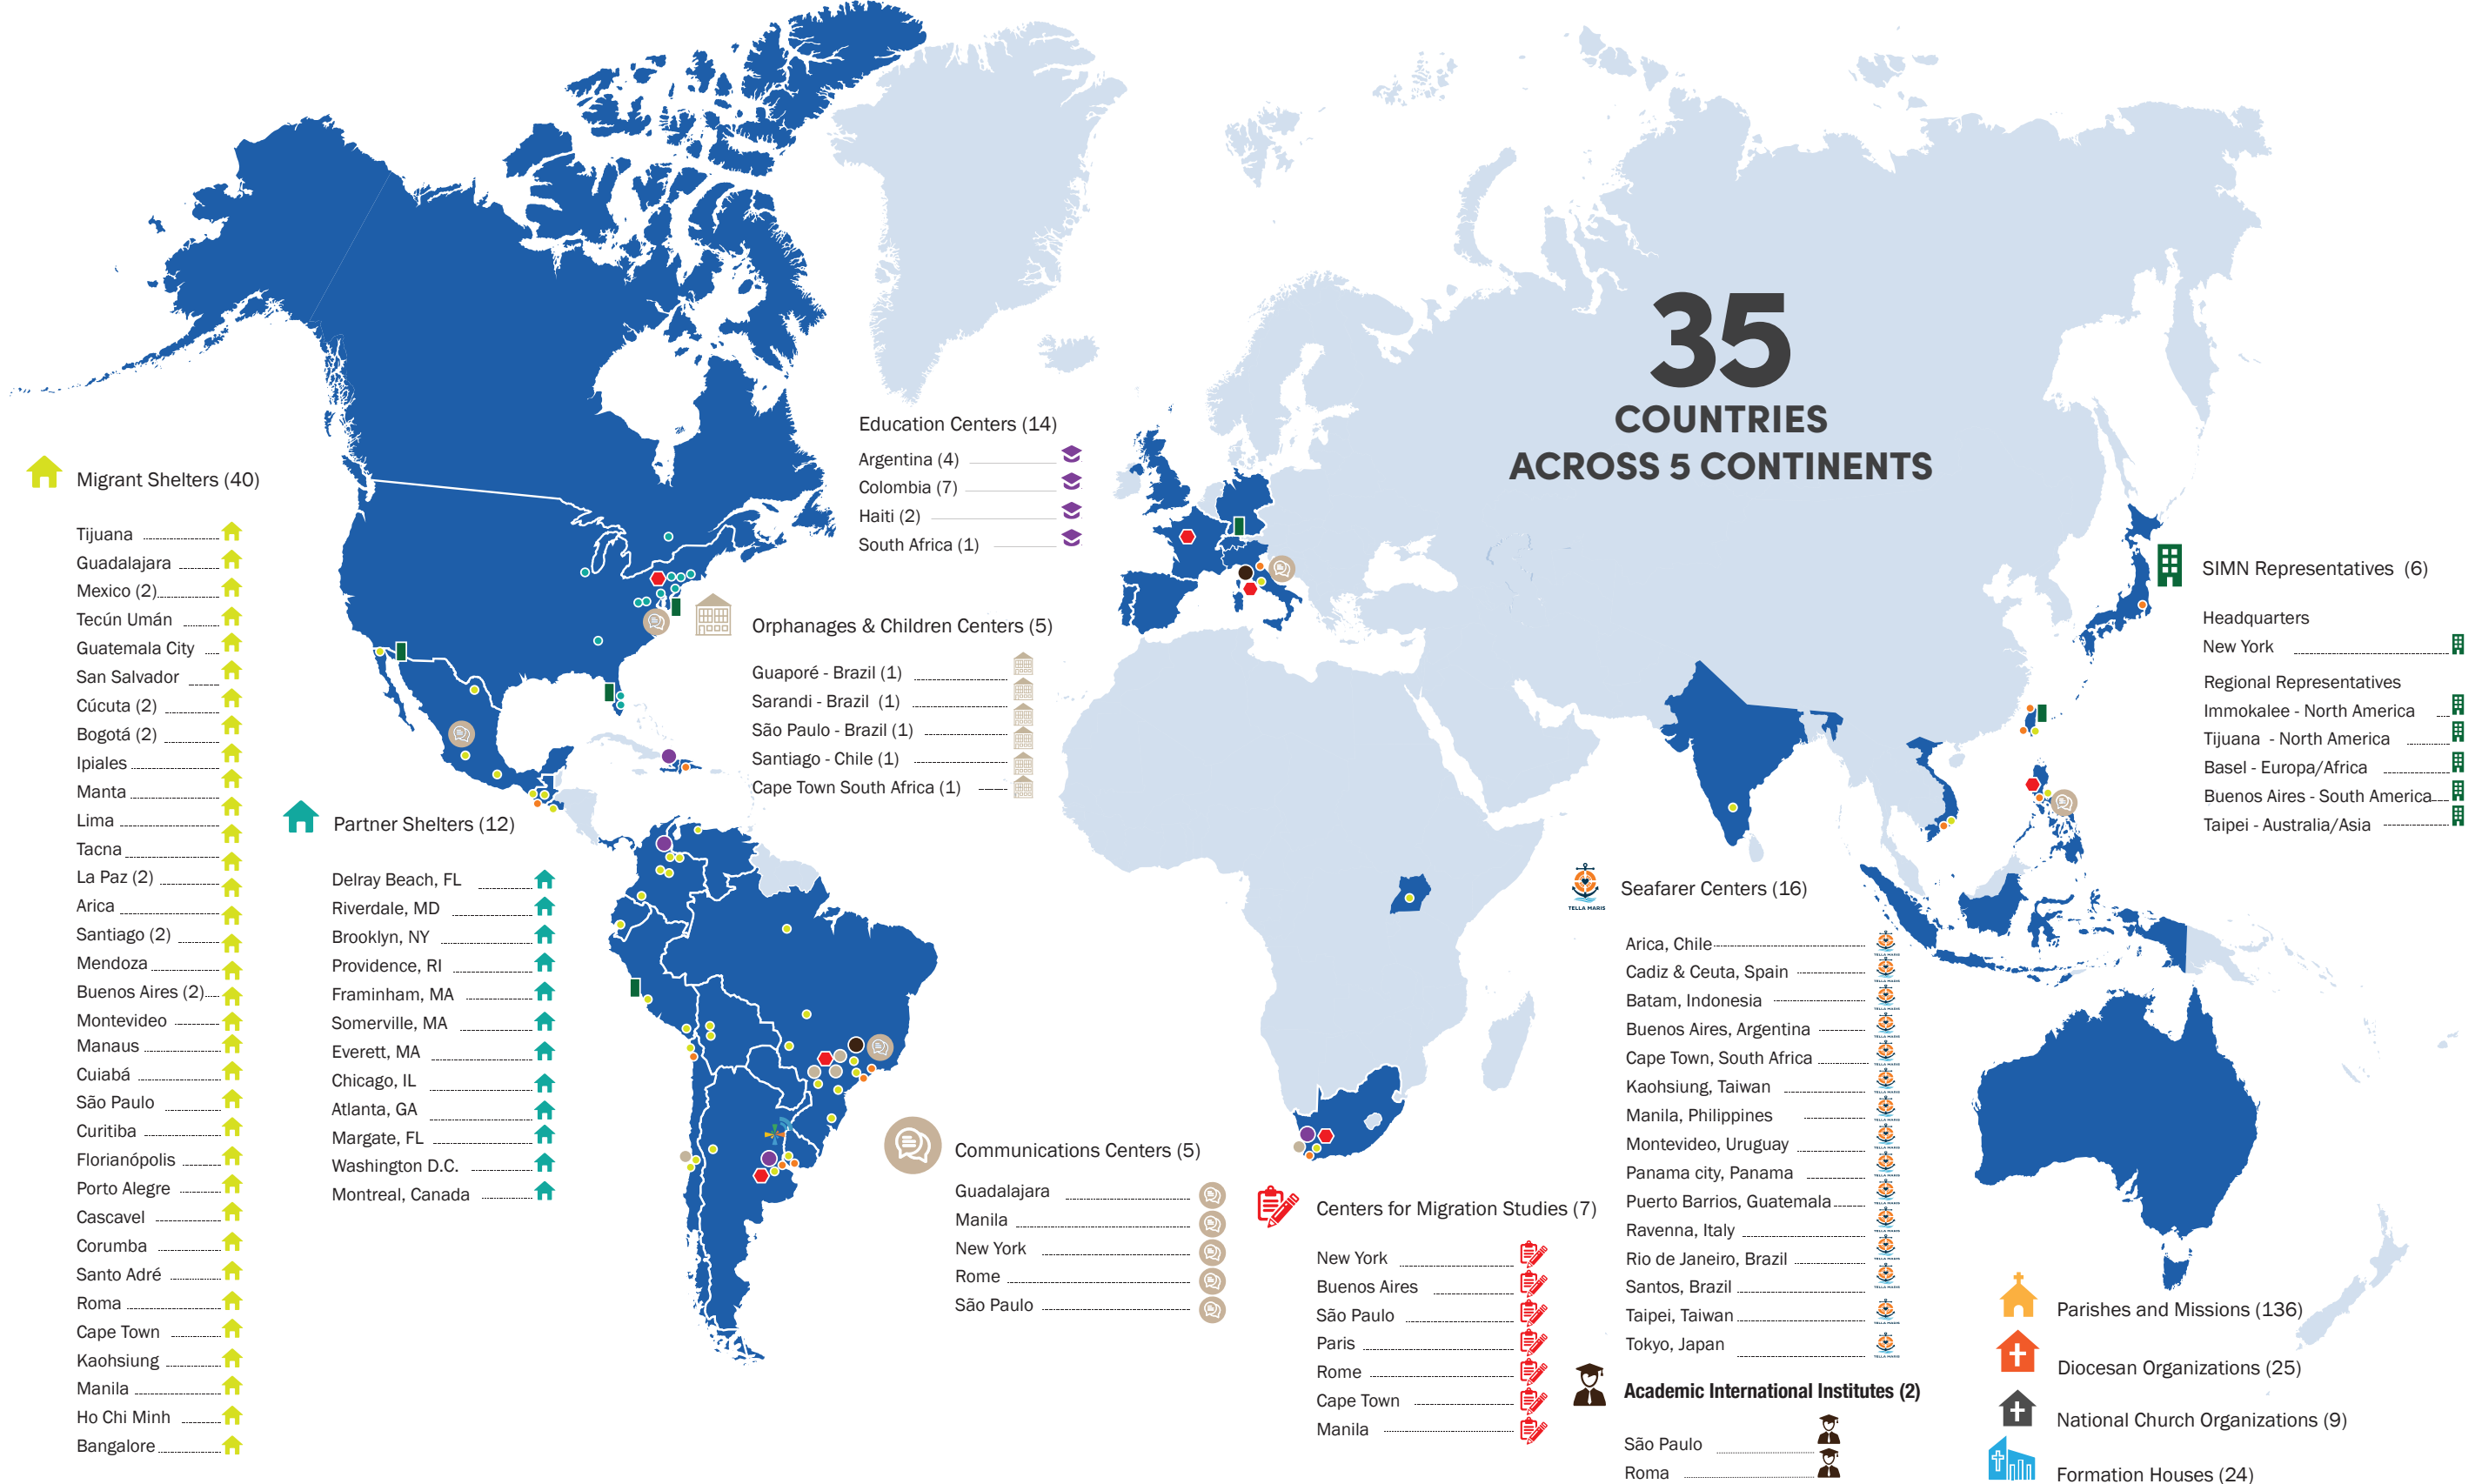 35
COUNTRIES
ACROSS 5 CONTINENTS
Migrant Shelters (40)
Tijuana
Guadalajara
Mexico (2)
Tecún Umán
Guatemala City
San Salvador
Cúcuta (2)
Bogotá (2)
Ipiales
Manta
Lima
Tacna
La Paz (2)
Arica
Santiago (2)
Mendoza
Buenos Aires (2)
Montevideo
Manaus
Cuiabá
São Paulo
Curitiba
Florianópolis
Porto Alegre
Cascavel
Corumba
Santo Adré
Roma
Cape Town
Kaohsiung
Manila
Ho Chi Minh
Bangalore
Partner Shelters (12)
Delray Beach, FL
Riverdale, MD
Brooklyn, NY
Providence, RI
Framinham, MA
Somerville, MA
Everett, MA
Chicago, IL
Atlanta, GA
Margate, FL
Washington D.C.
Montreal, Canada
Education Centers (14)
Argentina (4)
Colombia (7)
Haiti (2)
South Africa (1)
Orphanages & Children Centers (5)
Guaporé - Brazil (1)
Sarandi - Brazil (1)
São Paulo - Brazil (1)
Santiago - Chile (1)
Cape Town South Africa (1)
Communications Centers (5)
Guadalajara
Manila
New York
Rome
São Paulo
Centers for Migration Studies (7)
New York
Buenos Aires
São Paulo
Paris
Rome
Cape Town
Manila
TELLA MARIS
Seafarer Centers (16)
Arica, Chile
Cadiz & Ceuta, Spain
Batam, Indonesia
Buenos Aires, Argentina
Cape Town, South Africa
Kaohsiung, Taiwan
Manila, Philippines
Montevideo, Uruguay
Panama city, Panama
Puerto Barrios, Guatemala
Ravenna, Italy
Rio de Janeiro, Brazil
Santos, Brazil
Taipei, Taiwan
Tokyo, Japan
Academic International Institutes (2)
São Paulo
Roma
SIMN Representatives (6)
Headquarters
New York
Regional Representatives
Immokalee - North America
Tijuana - North America
Basel - Europa/Africa
Buenos Aires - South America
Taipei - Australia/Asia
Parishes and Missions (136)
Diocesan Organizations (25)
National Church Organizations (9)
Formation Houses (24)